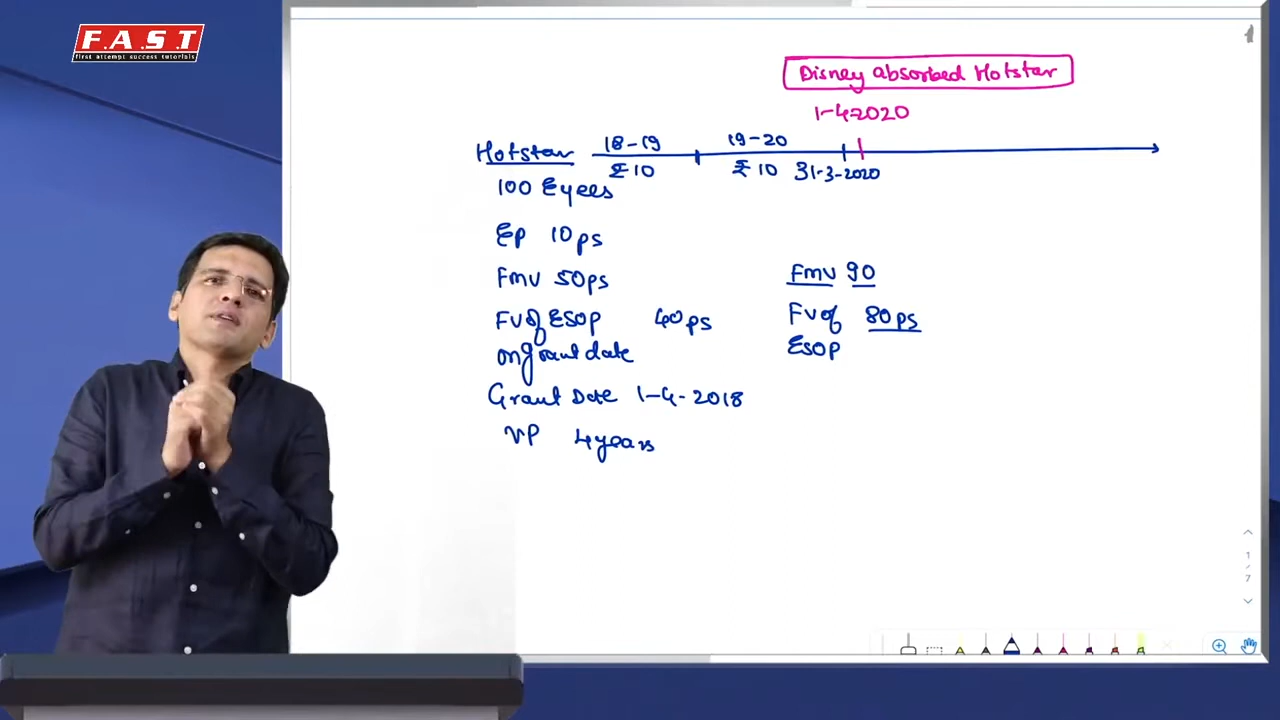 F.A.S.T
first attempt success tutorials
Disney absorbed Hotstar
1-4-2020
Hotstar 18-19 19-20
₹10 ₹10 31-3-2020
100 Eyees
Ep 10ps
Fmv 50ps Fmv 90
FV of ESOP 40ps FV of 80ps
on grant date ESOP
Grant Date 1-4-2018
VP 4years
1
/
7